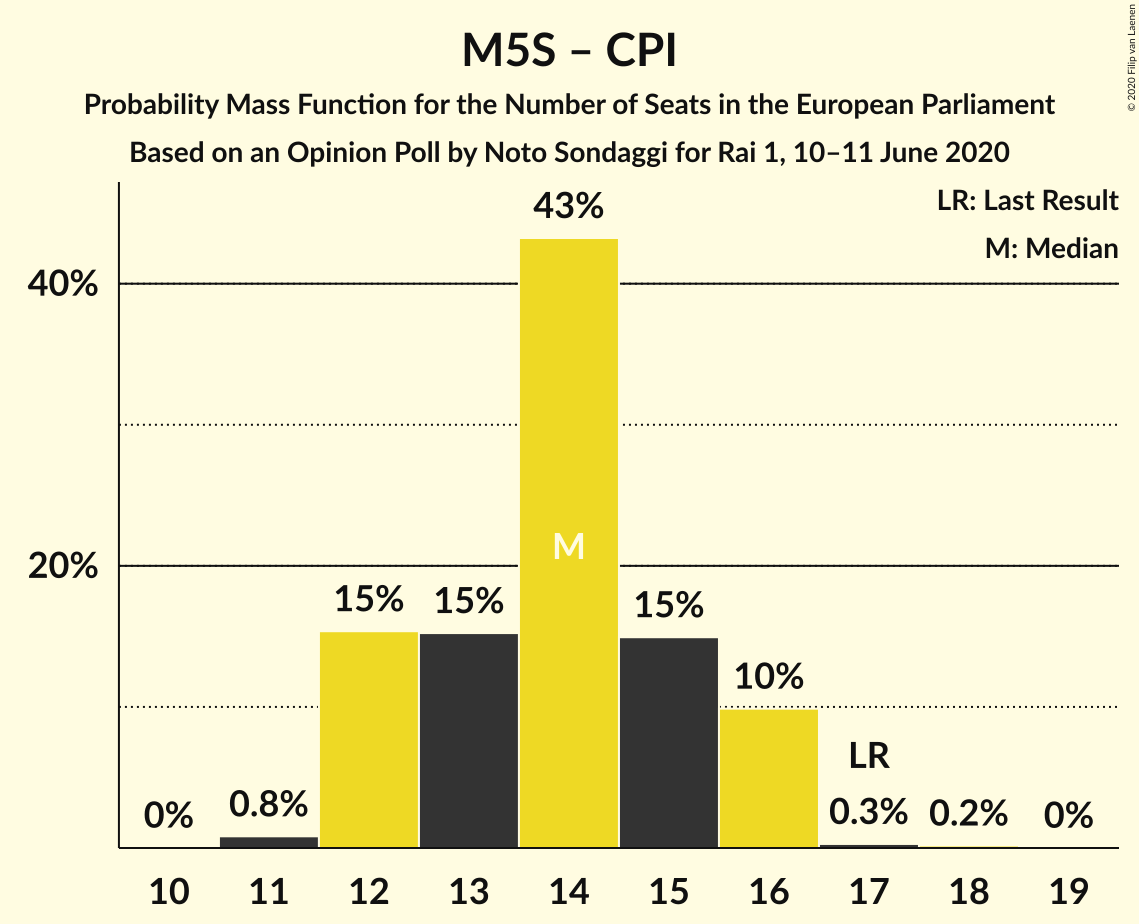 M5S – CPI
Probability Mass Function for the Number of Seats in the European Parliament
Based on an Opinion Poll by Noto Sondaggi for Rai 1, 10–11 June 2020
© 2020 Filip van Laenen
LR: Last Result
M: Median
43%
40%
M
20%
15%
15%
15%
10%
LR
0%
0.8%
0.3%
0.2%
0%
10 11 12 13 14 15 16 17 18 19